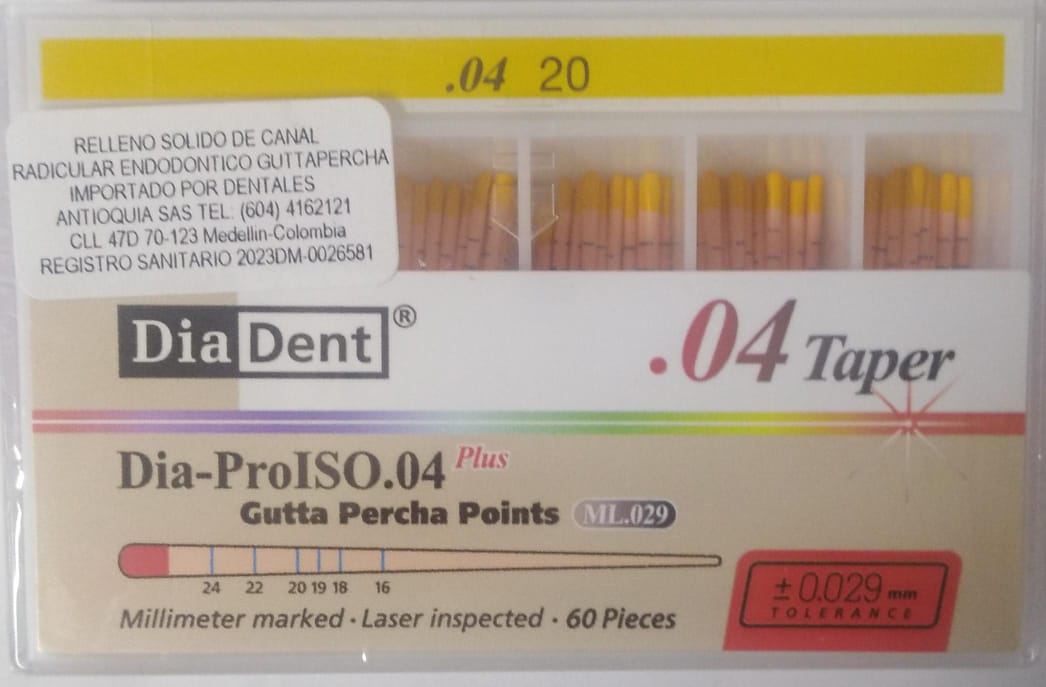 .04 20
RELLENO SOLIDO DE CANAL
RADICULAR ENDODONTICO GUTTAPERCHA
IMPORTADO POR DENTALES
ANTIOQUIA SAS TEL: (604) 4162121
CLL 47D 70-123 Medellin-Colombia
REGISTRO SANITARIO 2023DM-0026581
DiaDent®
.04 Taper
Dia-ProISO.04 Plus
Gutta Percha Points ML.029
24 22 20 19 18 16
Millimeter marked · Laser inspected · 60 Pieces
± 0.029 mm
TOLERANCE